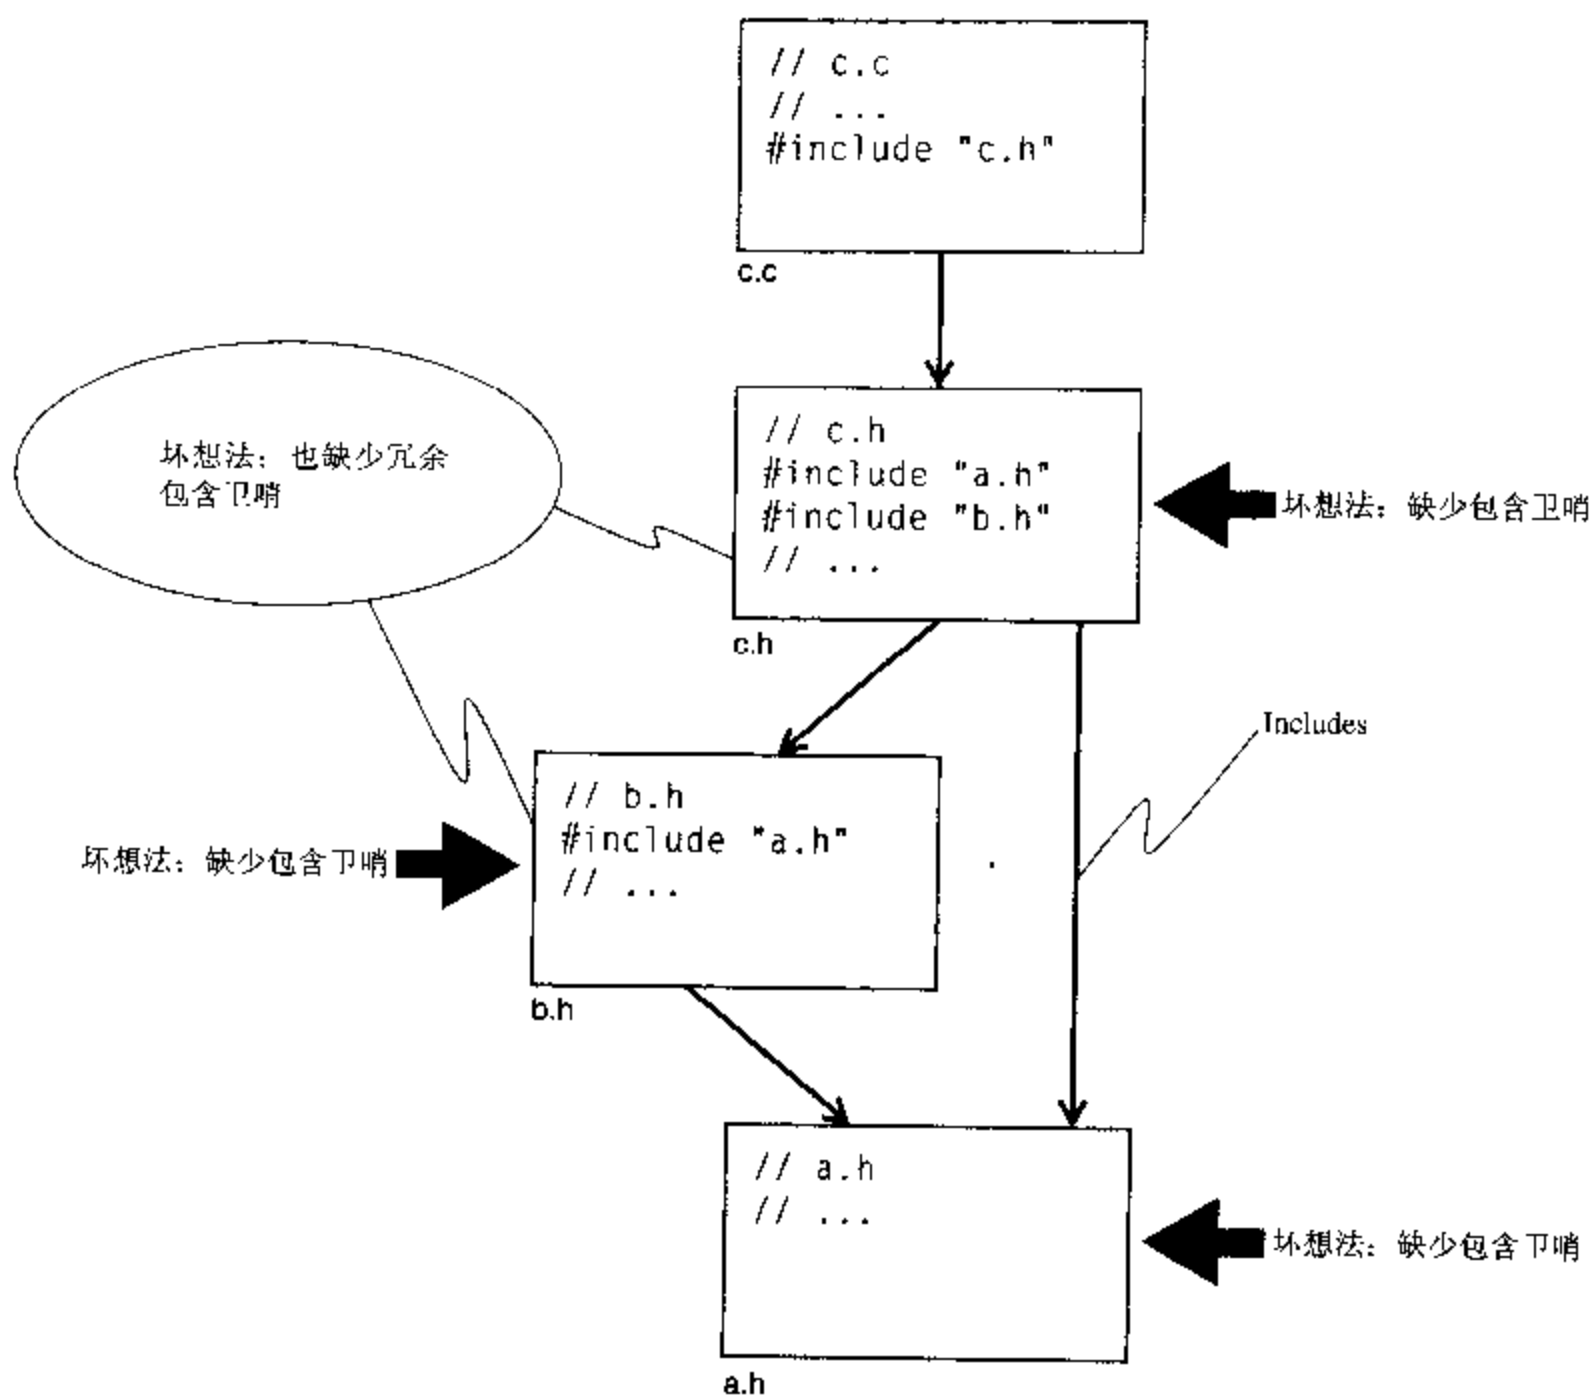 // c.c
// ...
#include "c.h"
c.c
坏想法：也缺少冗余
包含卫哨
// c.h
#include "a.h"
#include "b.h"
// ...
坏想法：缺少包含卫哨
c.h
Includes
// b.h
#include "a.h"
// ...
坏想法：缺少包含卫哨
b.h
// a.h
// ...
坏想法：缺少包含卫哨
a.h